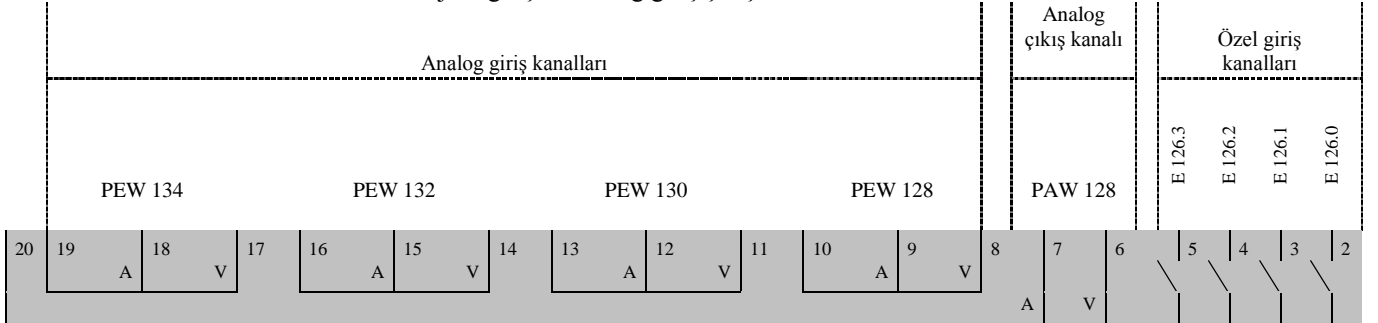 Analog
çıkış kanalı
Özel giriş
kanalları
Analog giriş kanalları
E 126.3
E 126.2
E 126.1
E 126.0
PEW 134
PEW 132
PEW 130
PEW 128
PAW 128
20 19 18 17 16 15 14 13 12 11 10 9 8 7 6 5 4 3 2
A V A V A V A V
A V